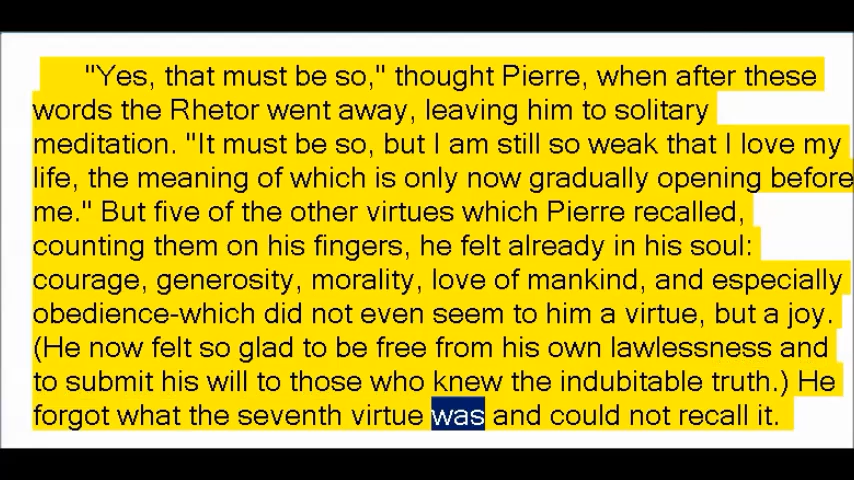 "Yes, that must be so," thought Pierre, when after these
words the Rhetor went away, leaving him to solitary
meditation. "It must be so, but I am still so weak that I love my
life, the meaning of which is only now gradually opening before
me." But five of the other virtues which Pierre recalled,
counting them on his fingers, he felt already in his soul:
courage, generosity, morality, love of mankind, and especially
obedience-which did not even seem to him a virtue, but a joy.
(He now felt so glad to be free from his own lawlessness and
to submit his will to those who knew the indubitable truth.) He
forgot what the seventh virtue was and could not recall it.